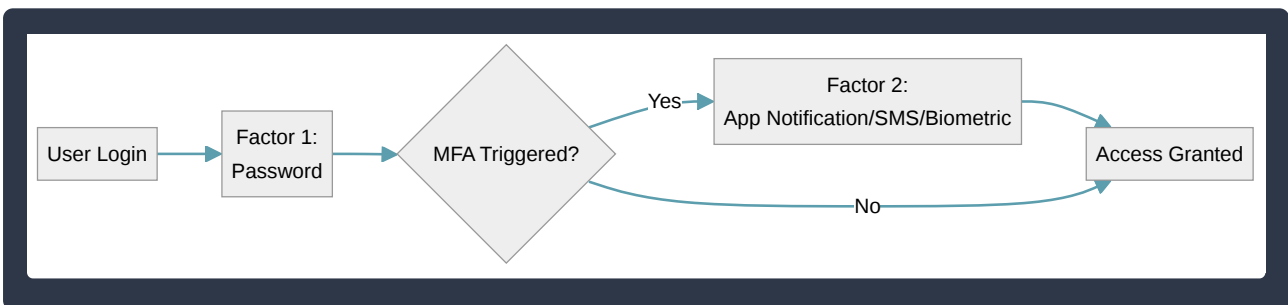 User Login
Factor 1:
Password
MFA Triggered?
Yes
Factor 2:
App Notification/SMS/Biometric
No
Access Granted